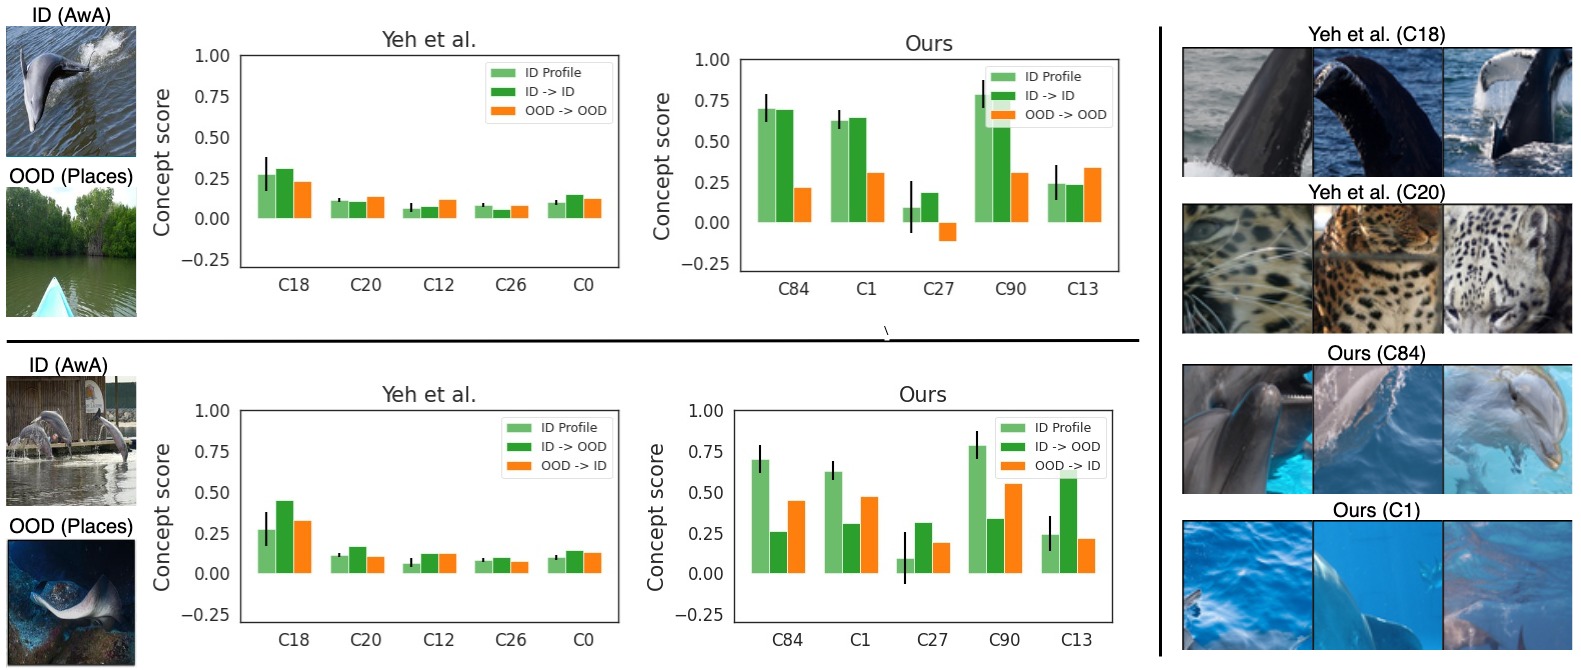 ID (AwA)
OOD (Places)
Yeh et al.
Concept score
1.00
0.75
0.50
0.25
0.00
−0.25
ID Profile
ID -> ID
OOD -> OOD
C18 C20 C12 C26 C0
Ours
Concept score
1.00
0.75
0.50
0.25
0.00
−0.25
ID Profile
ID -> ID
OOD -> OOD
C84 C1 C27 C90 C13
\
ID (AwA)
OOD (Places)
Yeh et al.
Concept score
1.00
0.75
0.50
0.25
0.00
−0.25
ID Profile
ID -> OOD
OOD -> ID
C18 C20 C12 C26 C0
Ours
Concept score
1.00
0.75
0.50
0.25
0.00
−0.25
ID Profile
ID -> OOD
OOD -> ID
C84 C1 C27 C90 C13
Yeh et al. (C18)
Yeh et al. (C20)
Ours (C84)
Ours (C1)